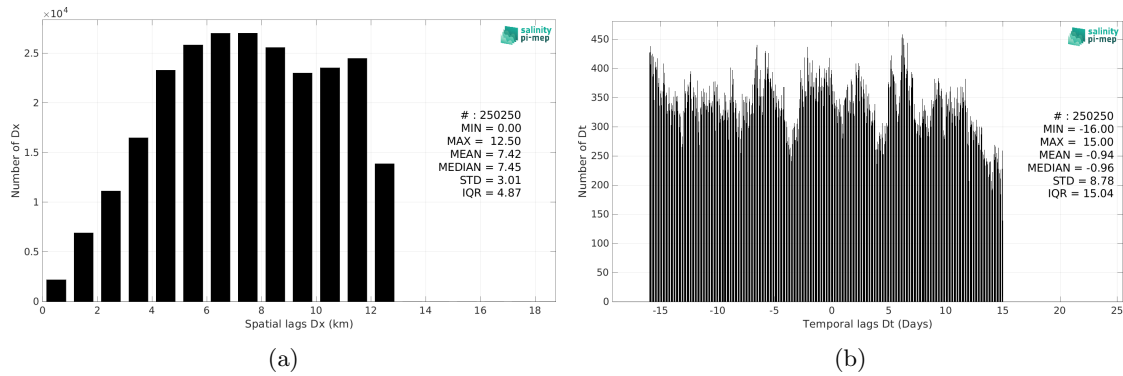 ×10⁴
salinity
pi-mep
2.5
2
1.5
1
0.5
0
Number of Dx
# : 250250
MIN = 0.00
MAX = 12.50
MEAN = 7.42
MEDIAN = 7.45
STD = 3.01
IQR = 4.87
0 2 4 6 8 10 12 14 16 18
Spatial lags Dx (km)
(a)
salinity
pi-mep
450
400
350
300
250
200
150
100
50
0
Number of Dt
# : 250250
MIN = -16.00
MAX = 15.00
MEAN = -0.94
MEDIAN = -0.96
STD = 8.78
IQR = 15.04
-15 -10 -5 0 5 10 15 20 25
Temporal lags Dt (Days)
(b)